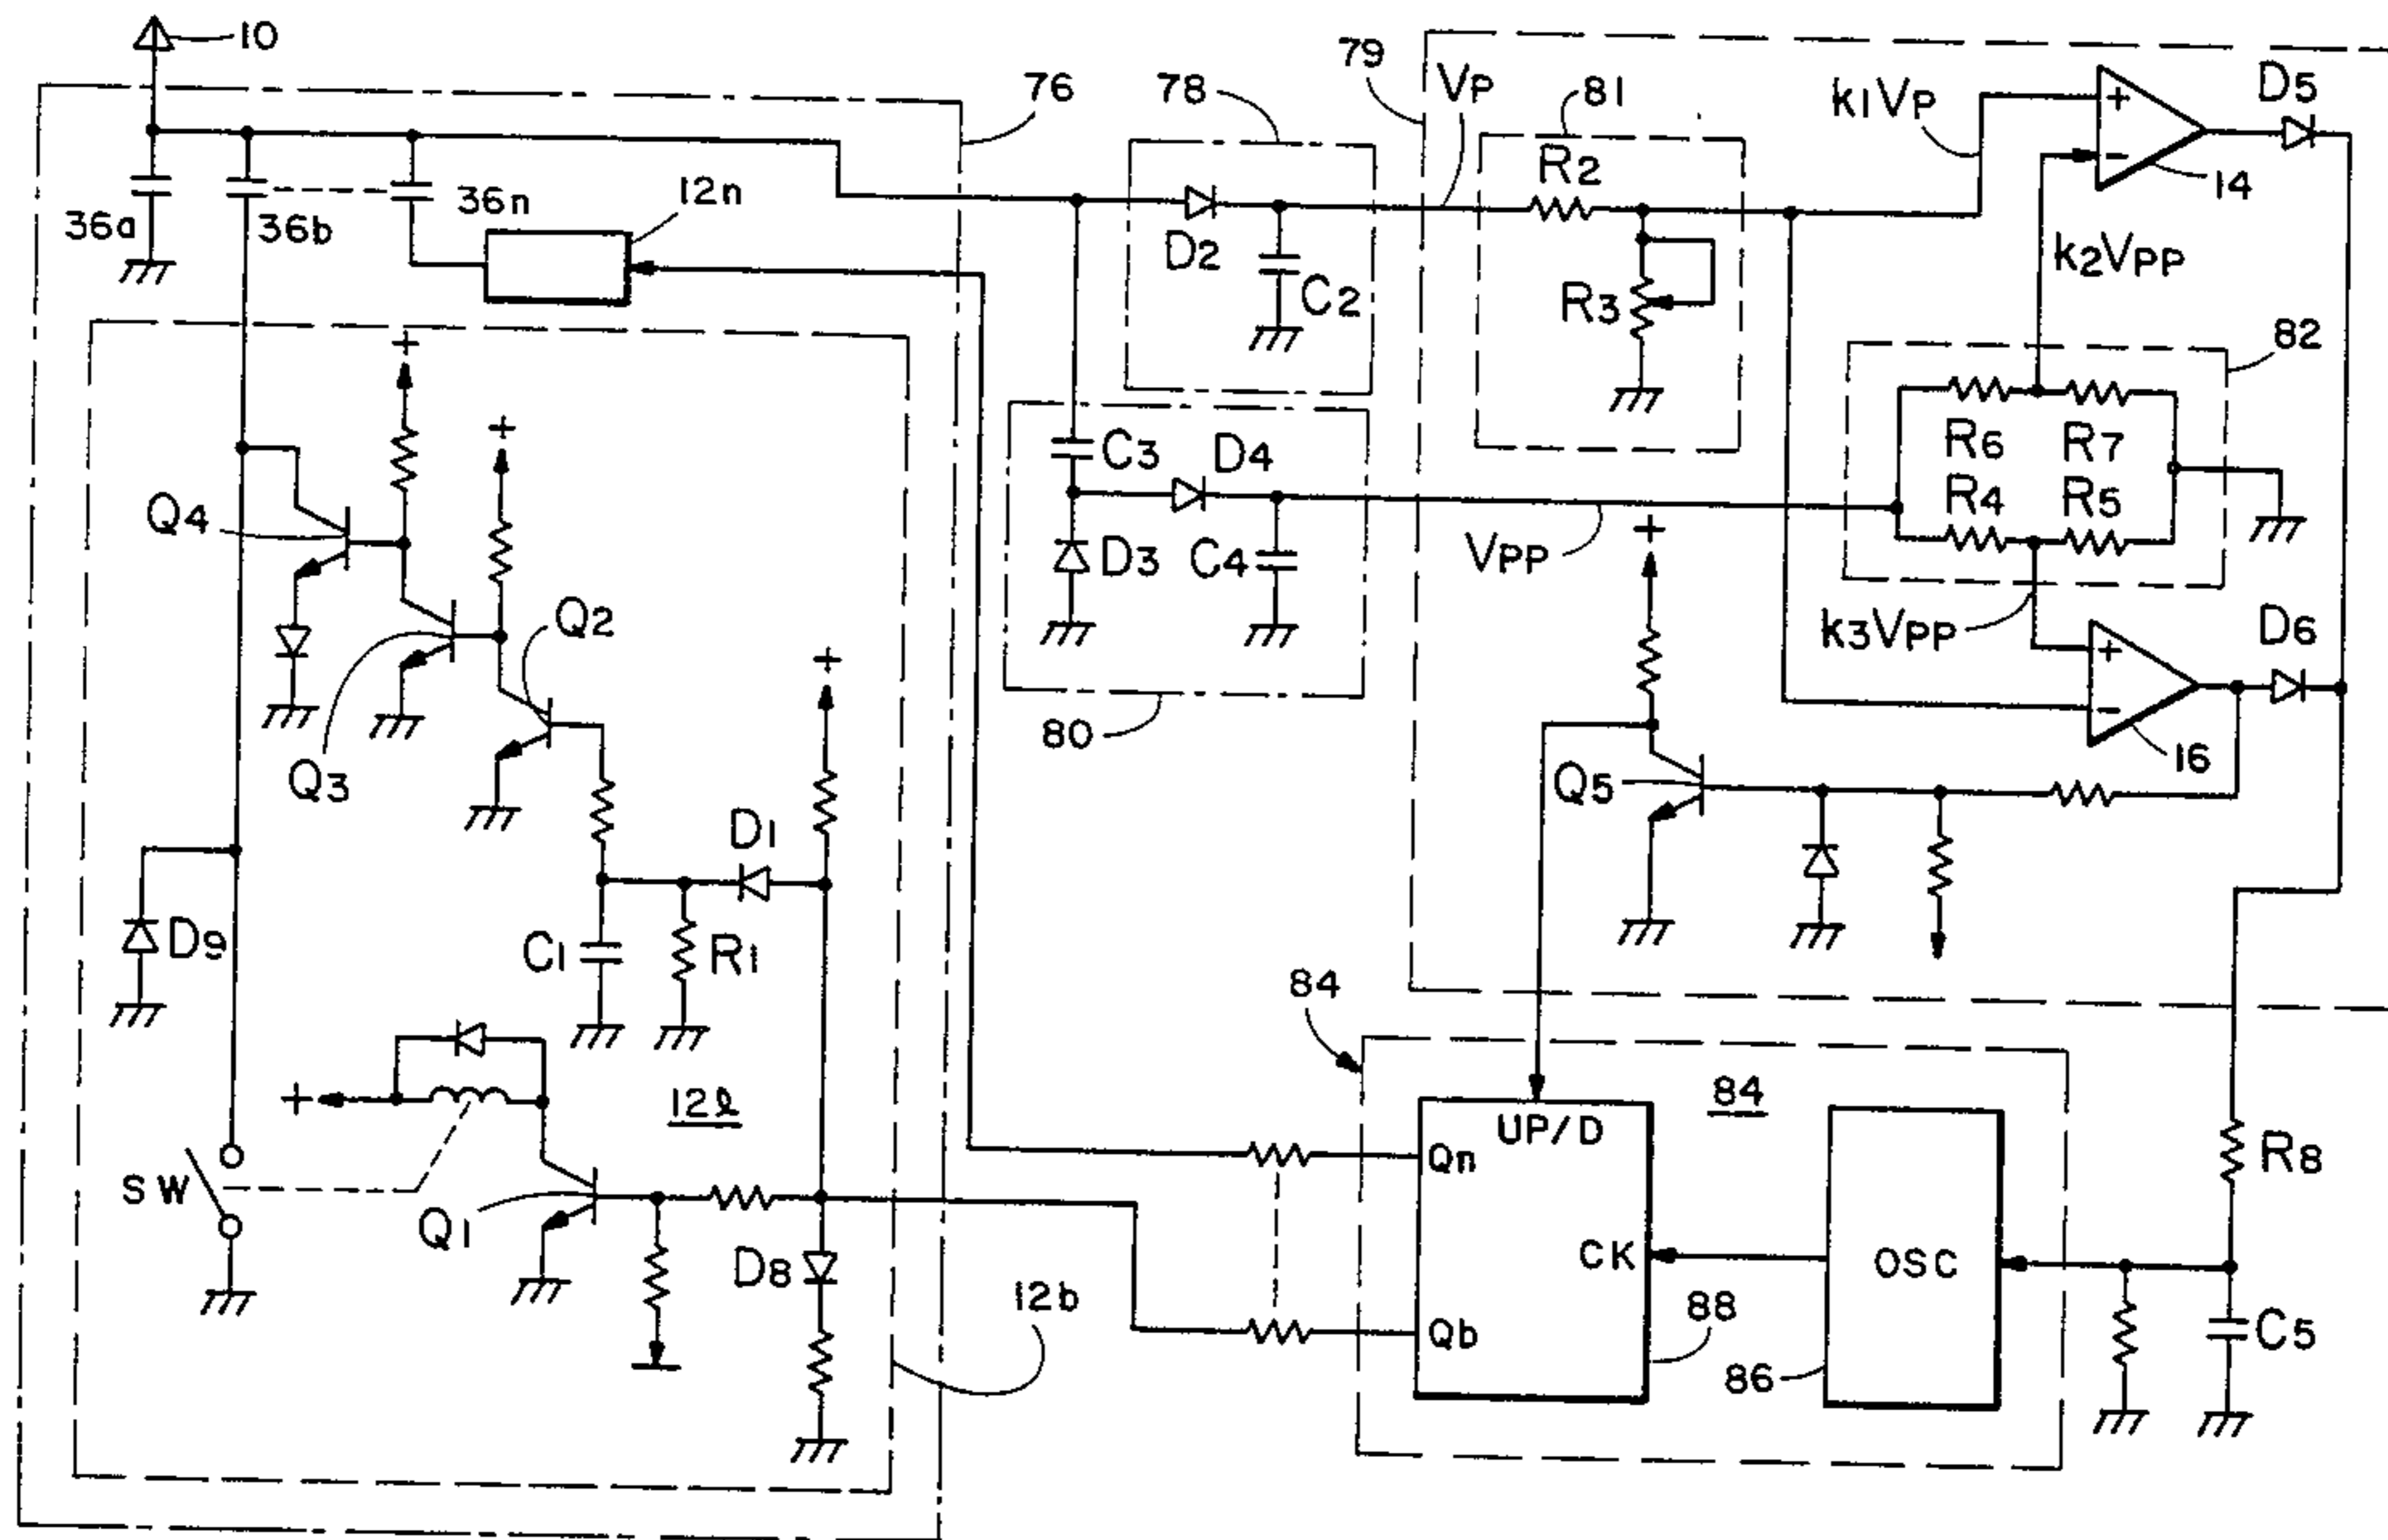 10
76
78
79
VP
81
k1VP
D5
+
−
14
36a
36b
36n
12n
D2
C2
R2
R3
k2VPP
82
+
+
Q4
C3
D4
D3
C4
VPP
R6
R7
R4
R5
+
Q2
Q3
80
k3VPP
D6
+
−
16
+
Q5
D1
D9
C1
R1
84
84
+
12ℓ
UP/D
Qn
OSC
R8
SW
Q1
D8
12b
CK
Qb
88
86
C5